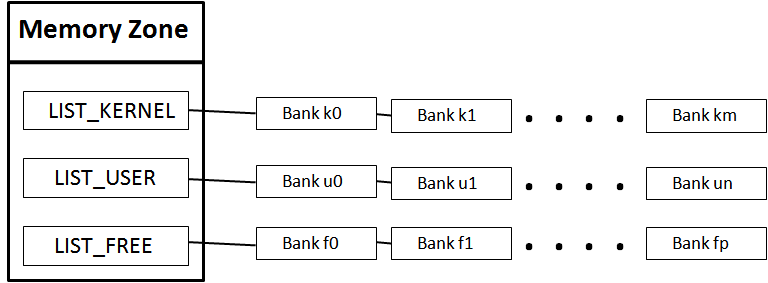 Memory Zone
LIST_KERNEL Bank k0 Bank k1 Bank km
LIST_USER Bank u0 Bank u1 Bank un
LIST_FREE Bank f0 Bank f1 Bank fp